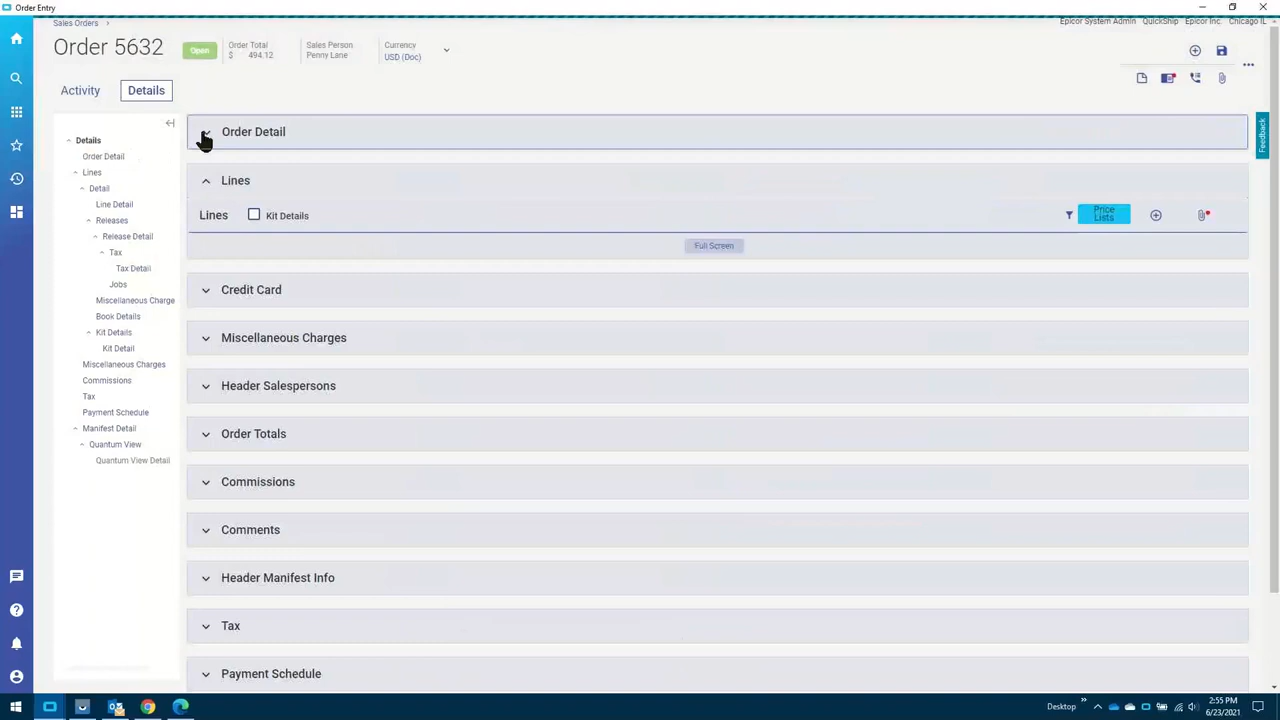 Order Entry
Sales Orders
Epicor System Admin QuickShip Epicor Inc. Chicago IL
Order 5632
Open
Order Total
$ 494.12
Sales Person
Penny Lane
Currency
USD (Doc)
Activity
Details
Feedback
Details
Order Detail
Lines
Detail
Line Detail
Releases
Release Detail
Tax
Tax Detail
Jobs
Miscellaneous Charge
Book Details
Kit Details
Kit Detail
Miscellaneous Charges
Commissions
Tax
Payment Schedule
Manifest Detail
Quantum View
Quantum View Detail
Order Detail
Lines
Lines
Kit Details
Price
Lists
Full Screen
Credit Card
Miscellaneous Charges
Header Salespersons
Order Totals
Commissions
Comments
Header Manifest Info
Tax
Payment Schedule
Desktop
2:55 PM
6/23/2021